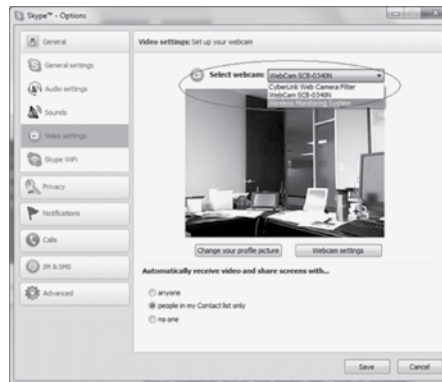 Skype™ - Options
General
General settings
Audio settings
Sounds
Video settings
Skype WiFi
Privacy
Notifications
Calls
IM & SMS
Advanced
Video settings: Set up your webcam
Select webcam: WebCam SCB-0340N
CyberLink Web Camera Filter
WebCam SCB-0340N
Wireless Monitoring System
Change your profile picture
Webcam settings
Automatically receive video and share screens with...
anyone
people in my Contact list only
no one
Save
Cancel